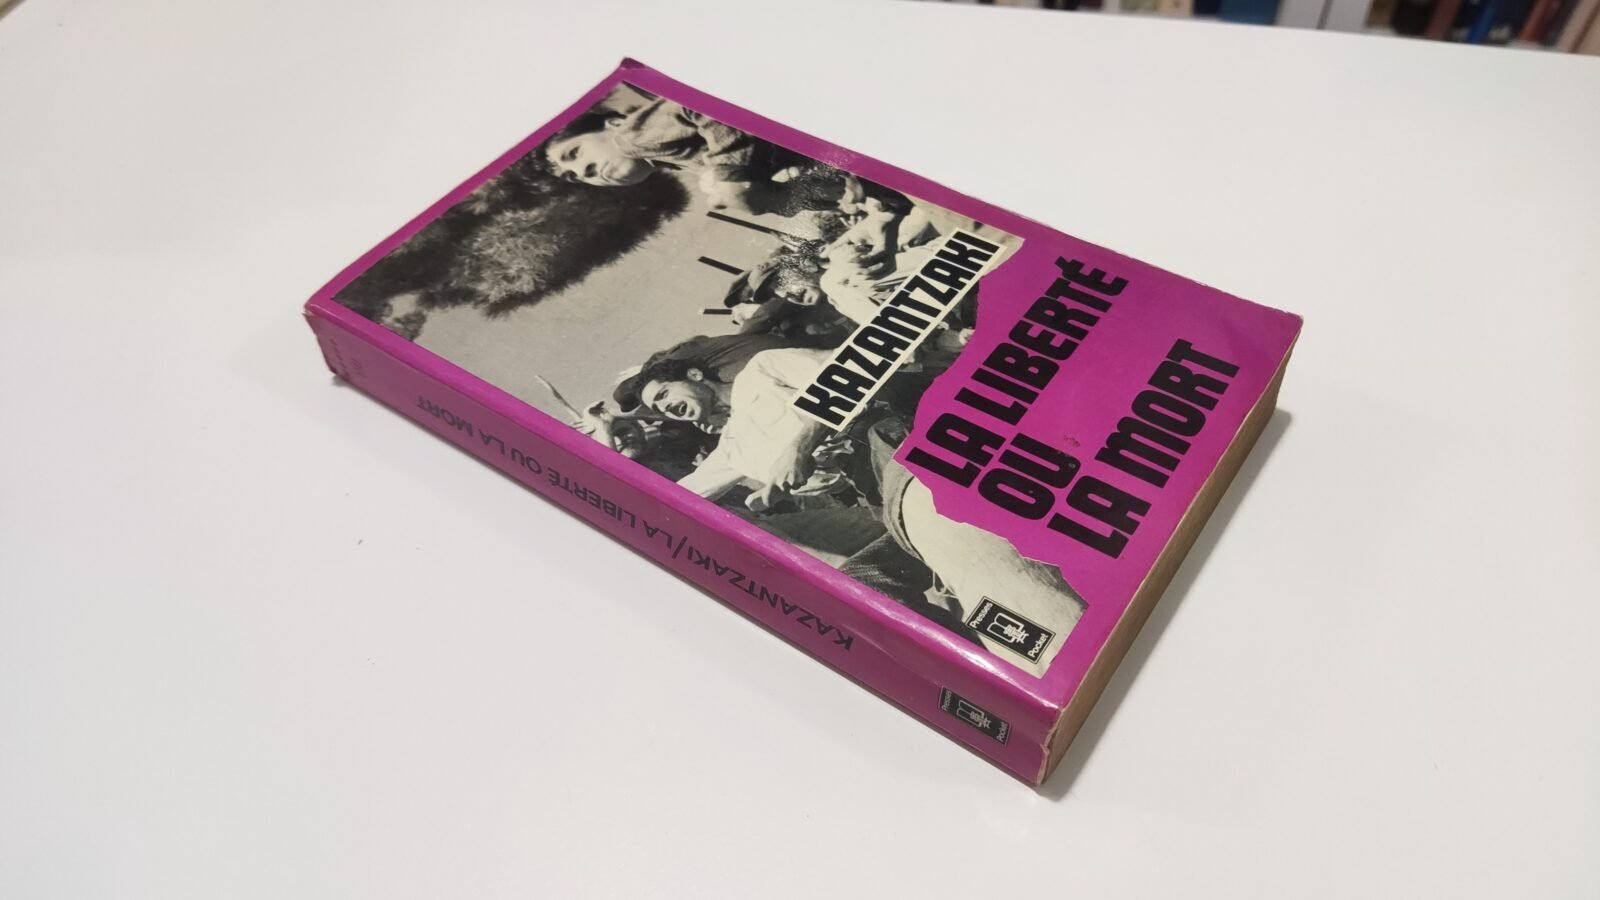 KAZANTZAKI
LA LIBERTÉ
OU
LA MORT
Presses
Pocket
KAZANTZAKI/LA LIBERTÉ OU LA MORT
Presses
Pocket